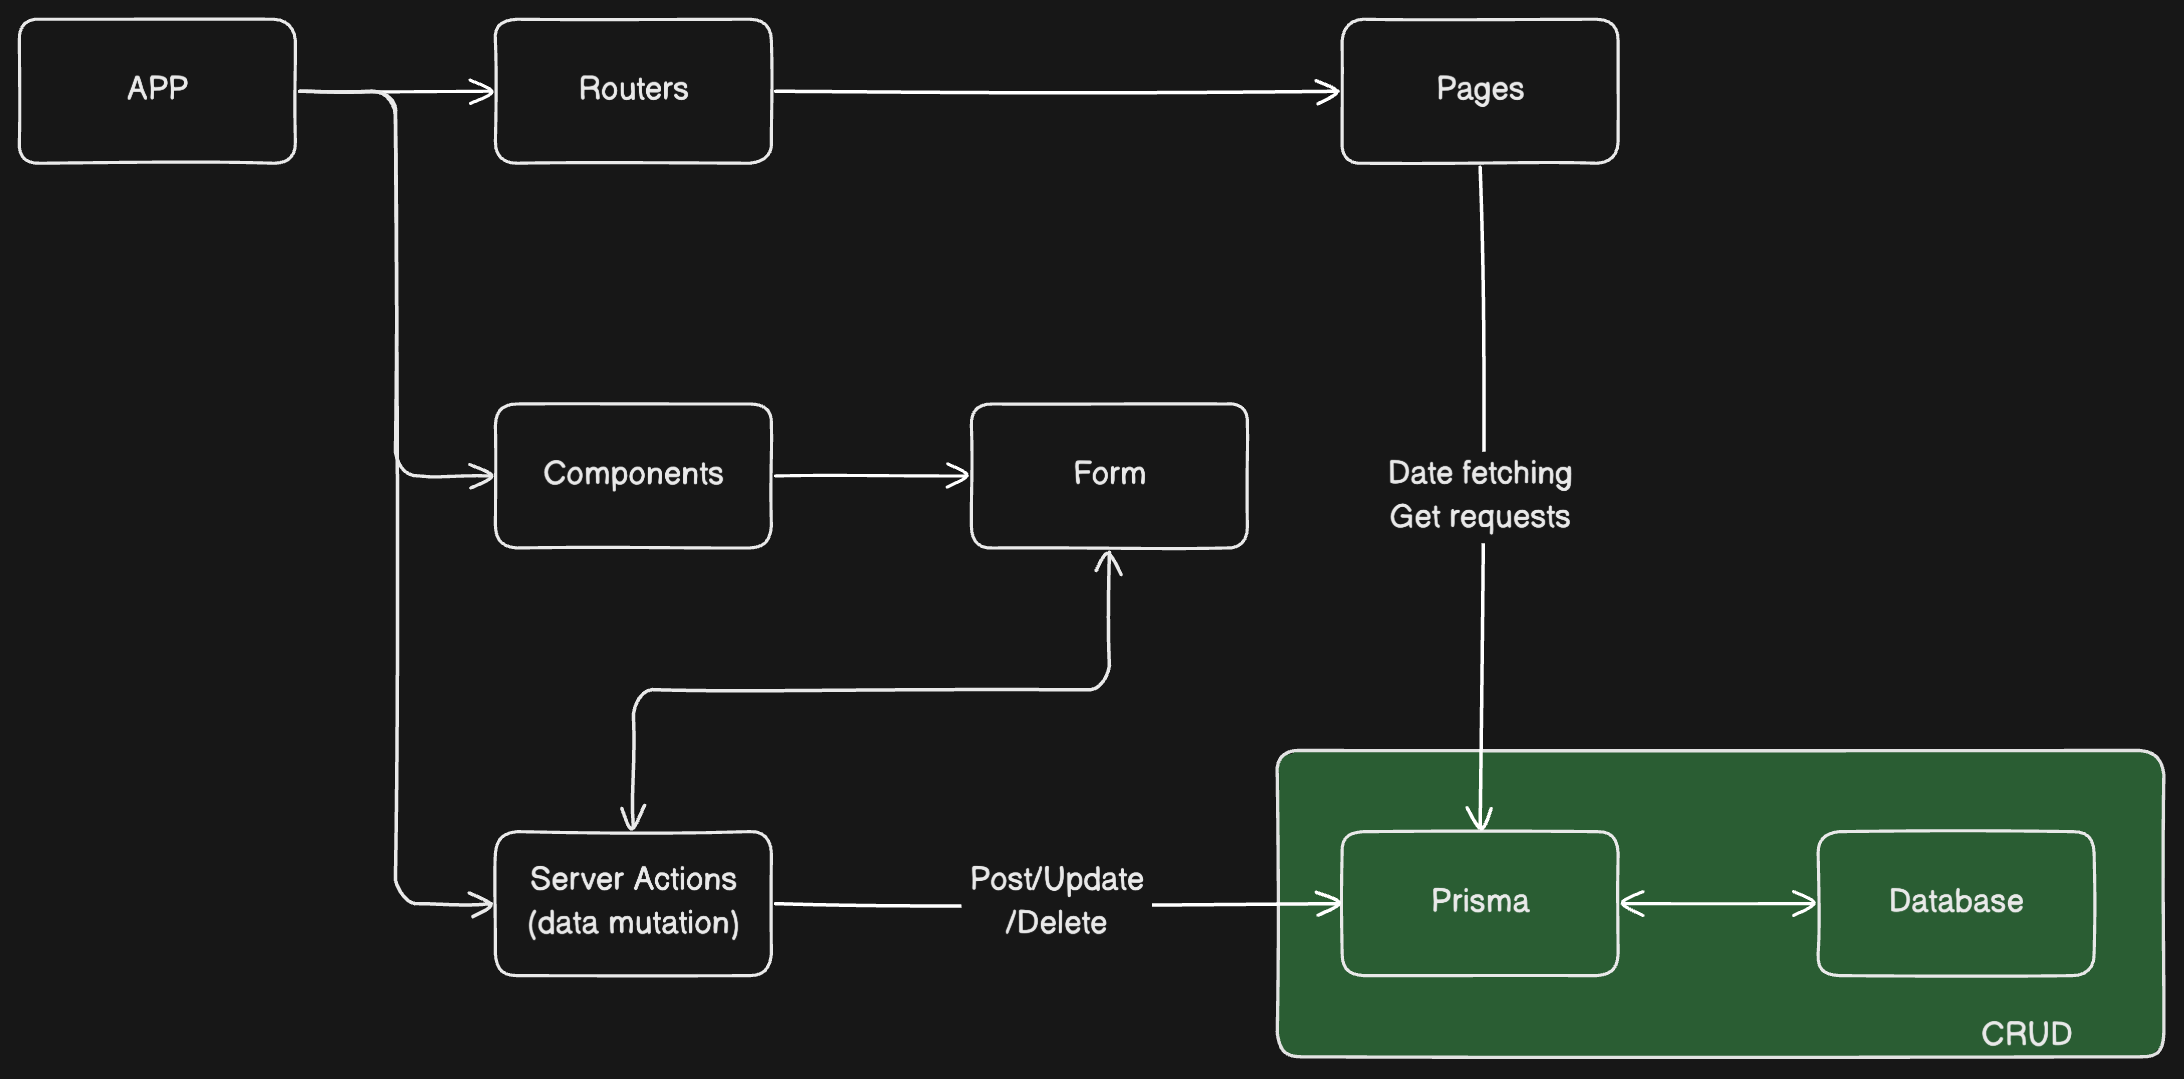 APP
Routers
Pages
Components
Form
Date fetching
Get requests
Server Actions
(data mutation)
Post/Update
/Delete
Prisma
Database
CRUD